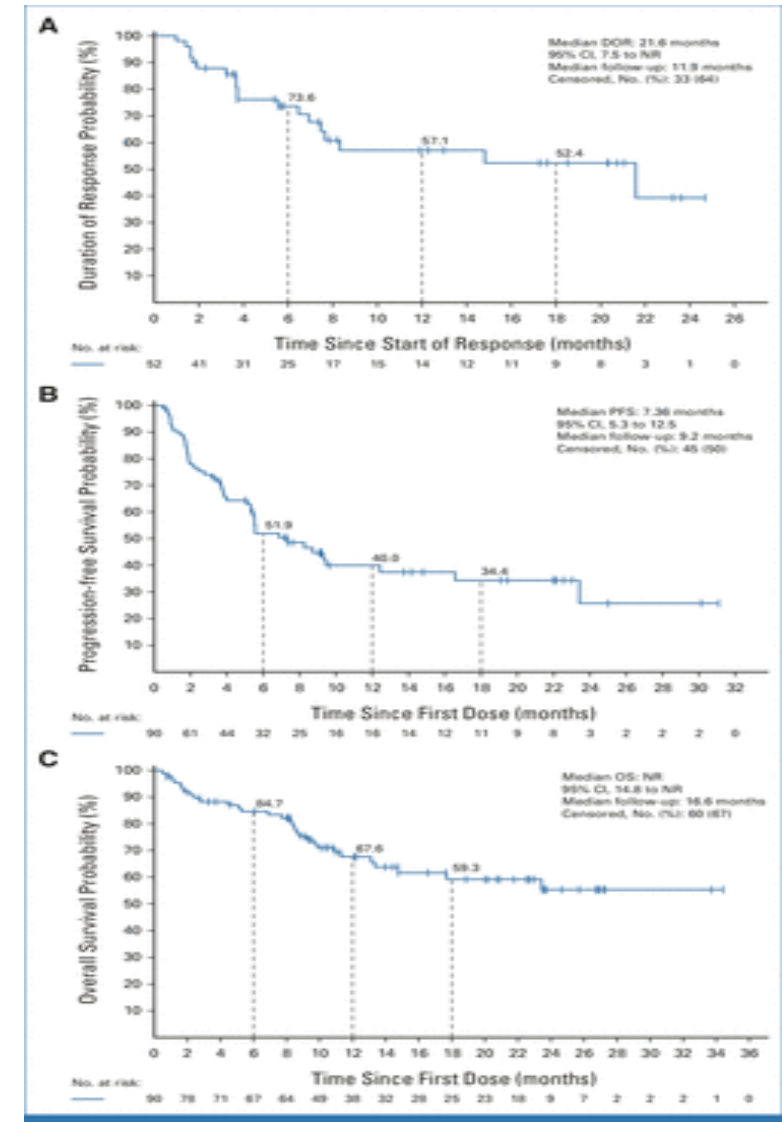 A
Duration of Response Probability (%)
100
90
80
70
60
50
40
30
20
10
Median DOR: 21.6 months
95% CI, 7.5 to NR
Median follow-up: 11.9 months
Censored, No. (%): 33 (64)
73.6
57.1
52.4
0 2 4 6 8 10 12 14 16 18 20 22 24 26
Time Since Start of Response (months)
No. at risk:
52 41 31 25 17 15 14 12 11 9 8 3 1 0
B
Progression-free Survival Probability (%)
100
90
80
70
60
50
40
30
20
10
Median PFS: 7.36 months
95% CI, 5.3 to 12.5
Median follow-up: 9.2 months
Censored, No. (%): 45 (50)
51.9
40.0
34.4
0 2 4 6 8 10 12 14 16 18 20 22 24 26 28 30 32
Time Since First Dose (months)
No. at risk:
90 61 44 32 25 16 16 14 12 11 9 8 3 2 2 2 0
C
Overall Survival Probability (%)
100
90
80
70
60
50
40
30
20
10
Median OS: NR
95% CI, 14.8 to NR
Median follow-up: 16.6 months
Censored, No. (%): 60 (67)
84.7
67.6
59.3
0 2 4 6 8 10 12 14 16 18 20 22 24 26 28 30 32 34 36
Time Since First Dose (months)
No. at risk:
90 78 71 67 64 49 38 32 28 25 23 18 9 7 2 2 2 1 0